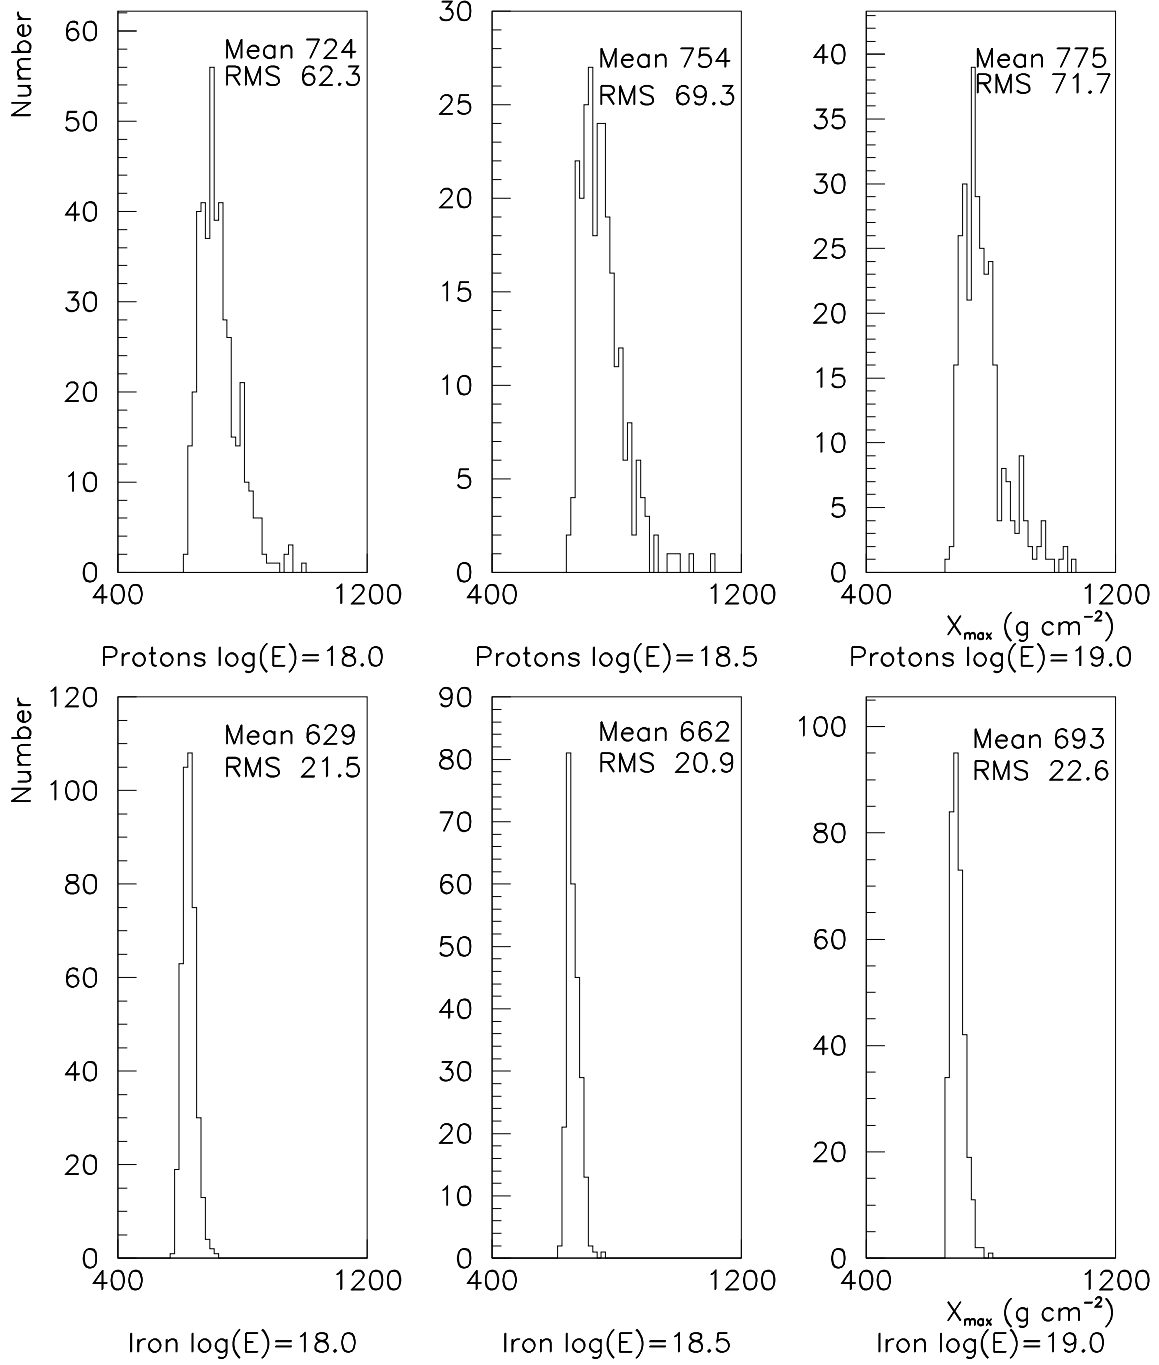 Number
60
50
40
30
20
10
0
400 1200
Mean 724
RMS 62.3
Protons log(E)=18.0
30
25
20
15
10
5
0
400 1200
Mean 754
RMS 69.3
Protons log(E)=18.5
40
35
30
25
20
15
10
5
0
400 1200
Mean 775
RMS 71.7
Xmax (g cm⁻²)
Protons log(E)=19.0
Number
120
100
80
60
40
20
0
400 1200
Mean 629
RMS 21.5
Iron log(E)=18.0
90
80
70
60
50
40
30
20
10
0
400 1200
Mean 662
RMS 20.9
Iron log(E)=18.5
100
80
60
40
20
0
400 1200
Mean 693
RMS 22.6
Xmax (g cm⁻²)
Iron log(E)=19.0